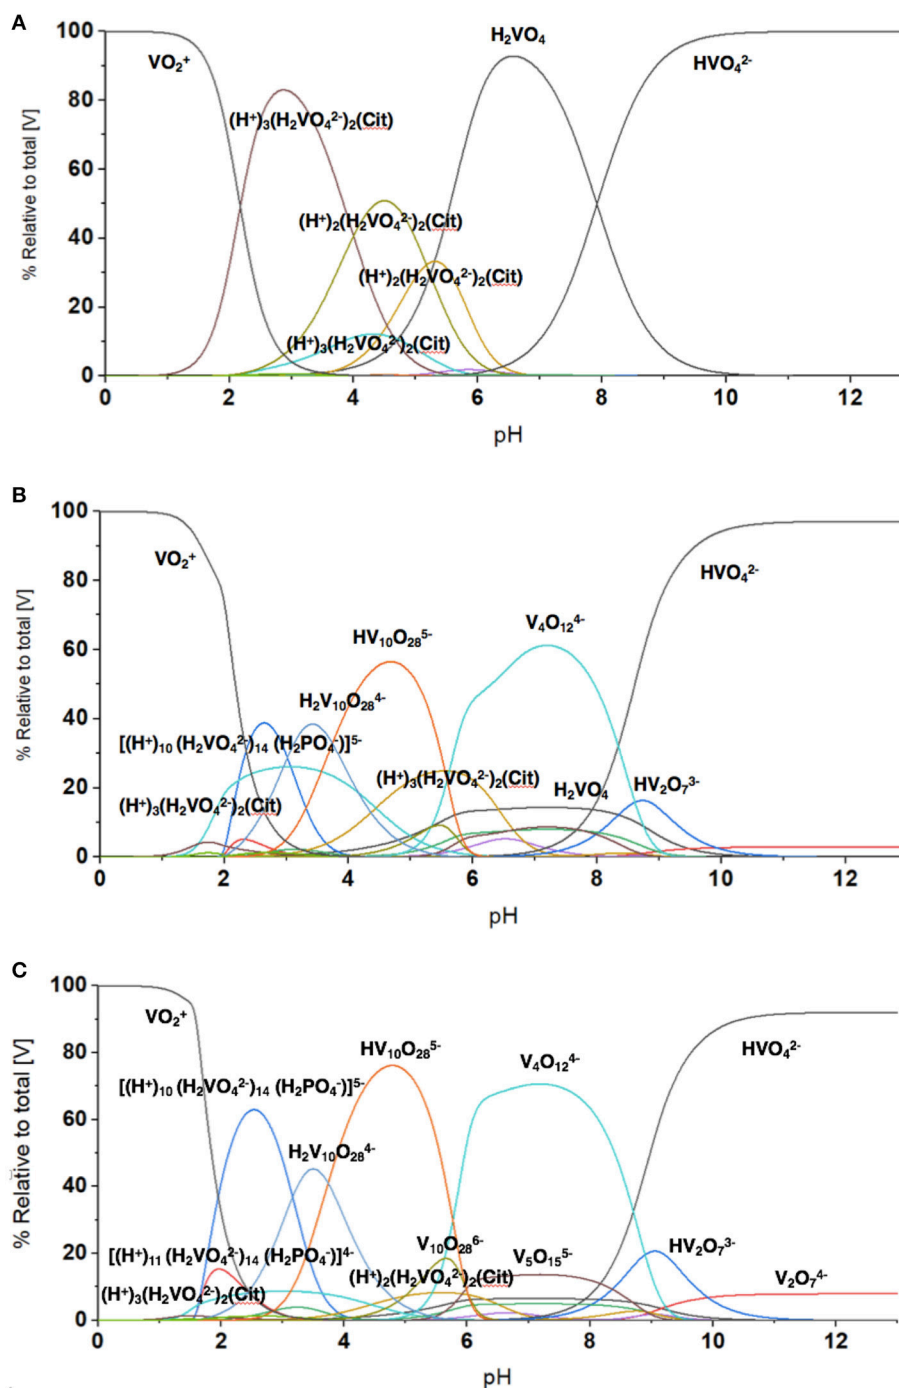 A
100
80
60
40
20
0
% Relative to total [V]
VO₂⁺
H₂VO₄
HVO₄²⁻
(H⁺)₃(H₂VO₄²⁻)₂(Cit)
(H⁺)₂(H₂VO₄²⁻)₂(Cit)
(H⁺)₂(H₂VO₄²⁻)₂(Cit)
(H⁺)₃(H₂VO₄²⁻)₂(Cit)
0 2 4 6 8 10 12
pH
B
100
80
60
40
20
0
% Relative to total [V]
VO₂⁺
HVO₄²⁻
HV₁₀O₂₈⁵⁻
V₄O₁₂⁴⁻
H₂V₁₀O₂₈⁴⁻
[(H⁺)₁₀ (H₂VO₄²⁻)₁₄ (H₂PO₄⁻)]⁵⁻
(H⁺)₃(H₂VO₄²⁻)₂(Cit)
(H⁺)₃(H₂VO₄²⁻)₂(Cit)
H₂VO₄
HV₂O₇³⁻
0 2 4 6 8 10 12
pH
C
100
80
60
40
20
0
% Relative to total [V]
VO₂⁺
HVO₄²⁻
HV₁₀O₂₈⁵⁻
V₄O₁₂⁴⁻
[(H⁺)₁₀ (H₂VO₄²⁻)₁₄ (H₂PO₄⁻)]⁵⁻
H₂V₁₀O₂₈⁴⁻
[(H⁺)₁₁ (H₂VO₄²⁻)₁₄ (H₂PO₄⁻)]⁴⁻
V₁₀O₂₈⁶⁻
V₅O₁₅⁵⁻
HV₂O₇³⁻
(H⁺)₃(H₂VO₄²⁻)₂(Cit)
(H⁺)₂(H₂VO₄²⁻)₂(Cit)
V₂O₇⁴⁻
0 2 4 6 8 10 12
pH